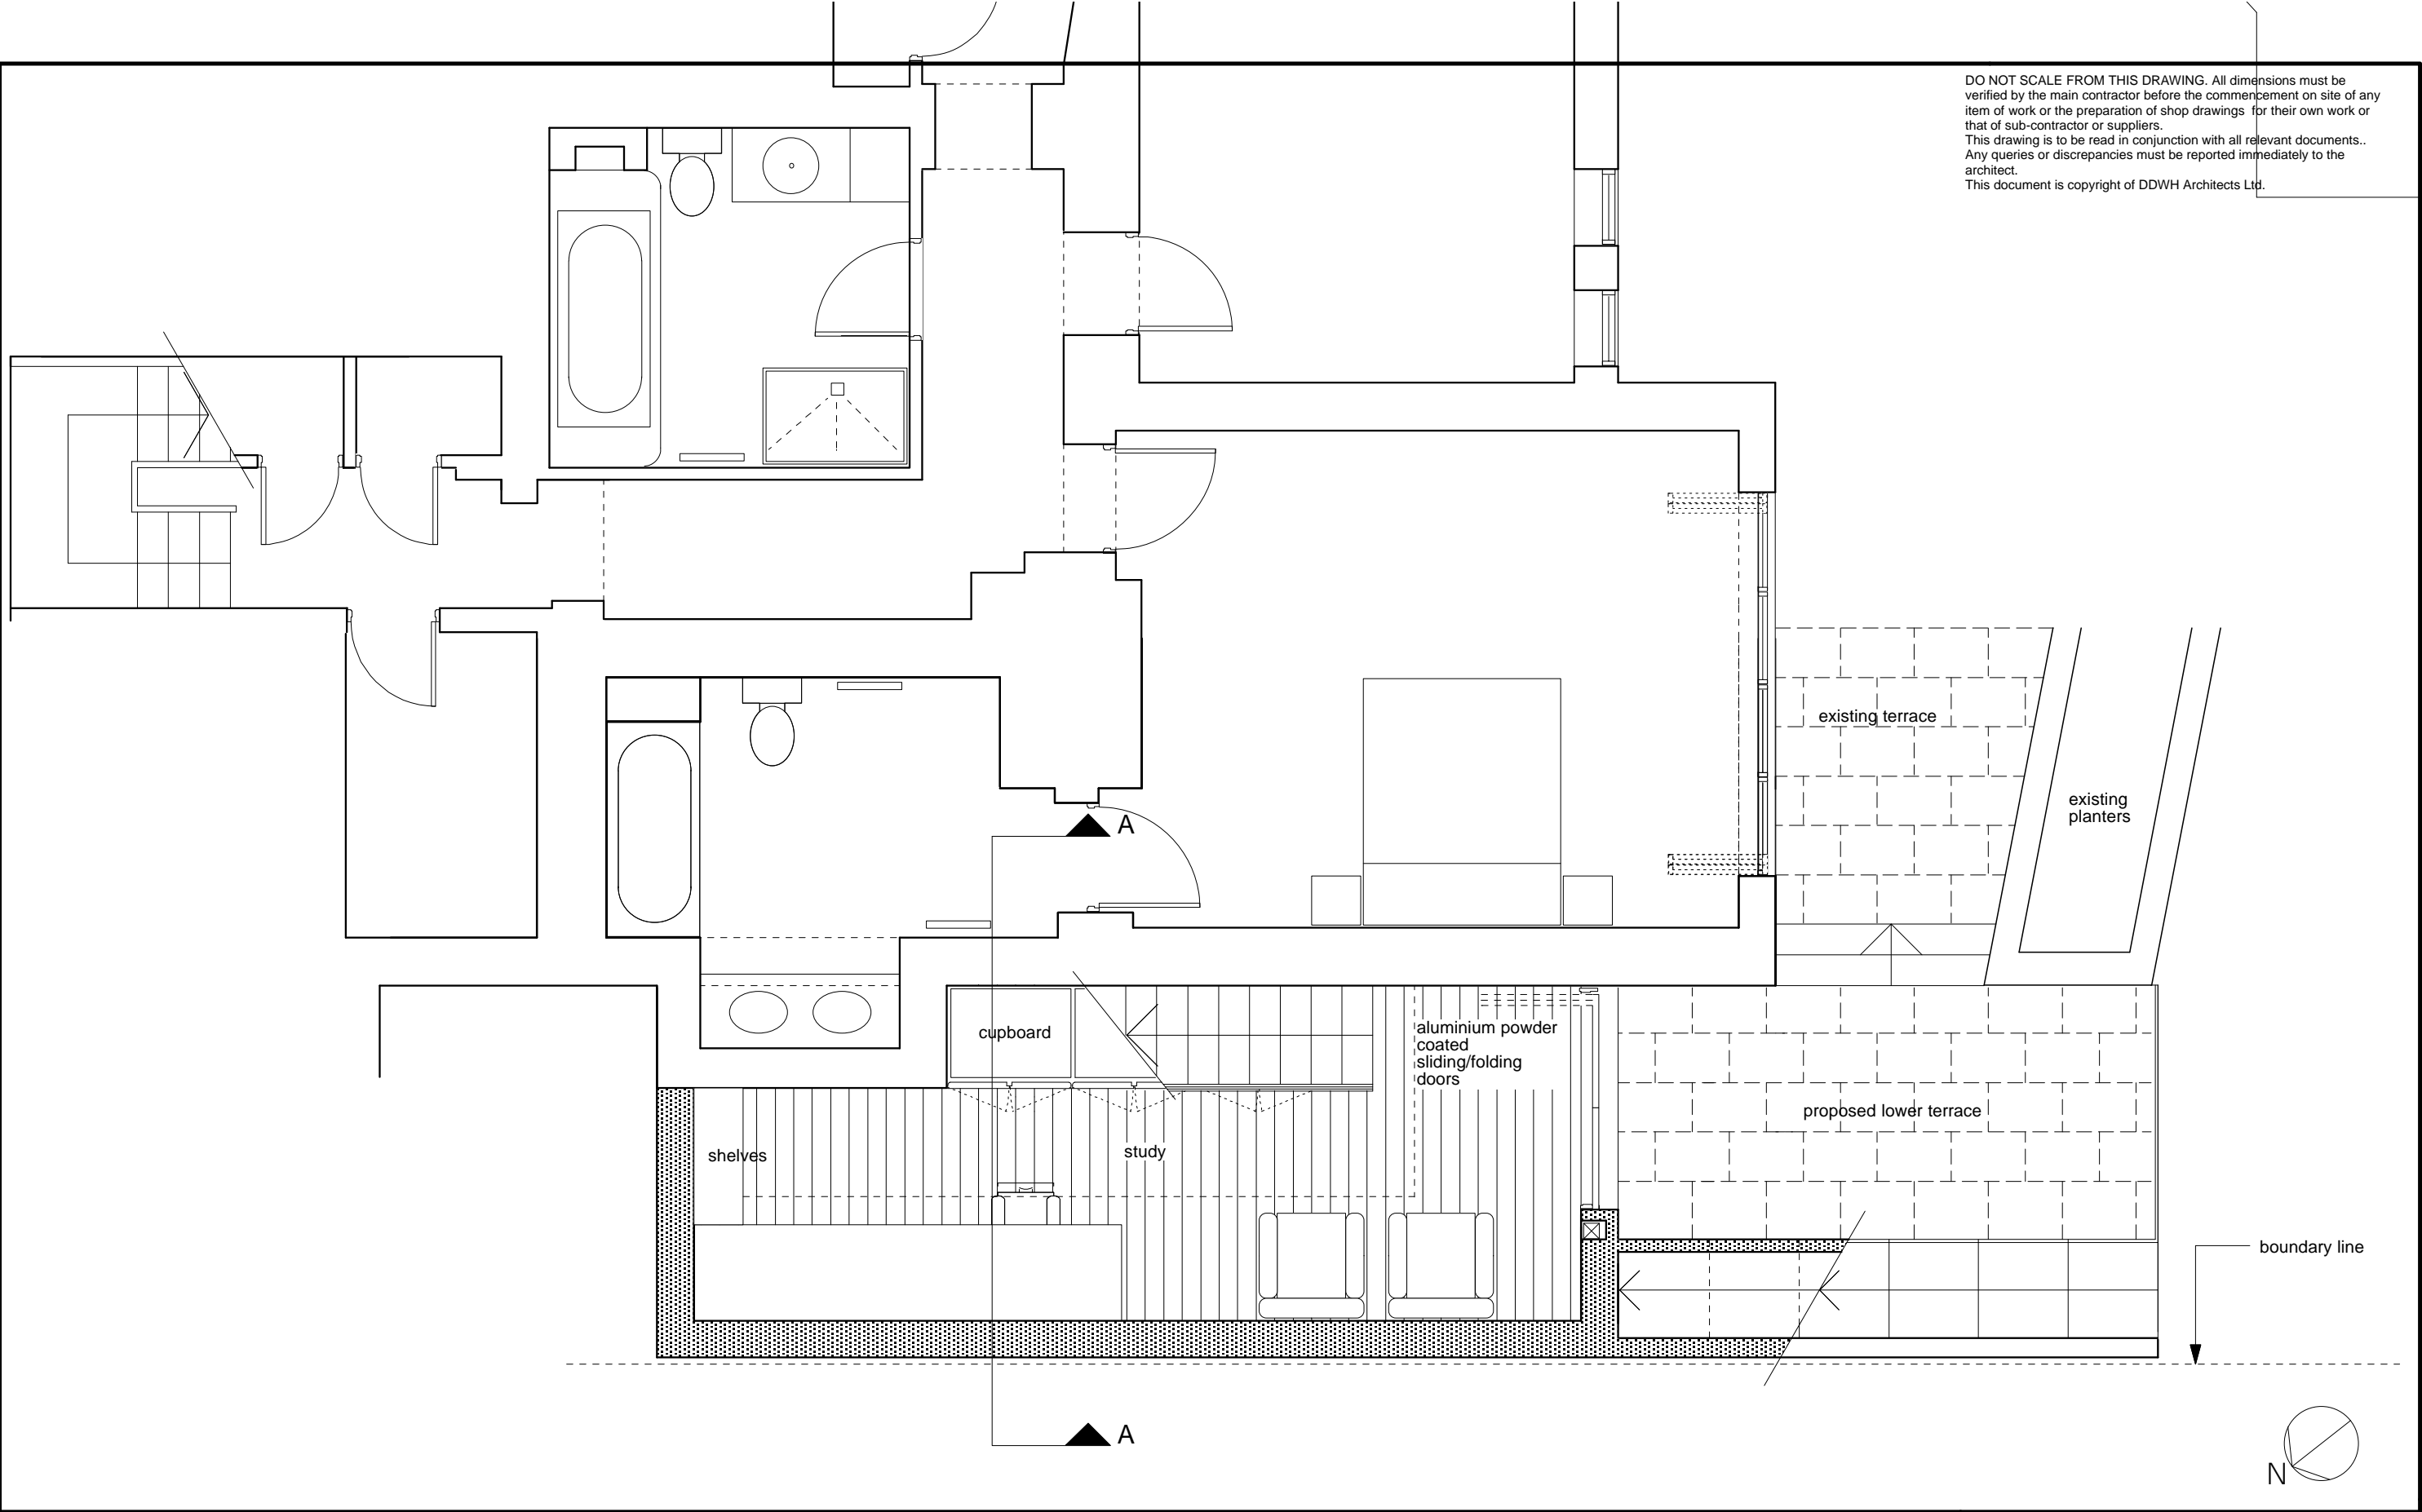 DO NOT SCALE FROM THIS DRAWING. All dimensions must be
verified by the main contractor before the commencement on site of any
item of work or the preparation of shop drawings for their own work or
that of sub-contractor or suppliers.
This drawing is to be read in conjunction with all relevant documents..
Any queries or discrepancies must be reported immediately to the
architect.
This document is copyright of DDWH Architects Ltd.
existing terrace
existing
planters
A
cupboard
aluminium powder
coated
sliding/folding
doors
proposed lower terrace
shelves
study
boundary line
A
N